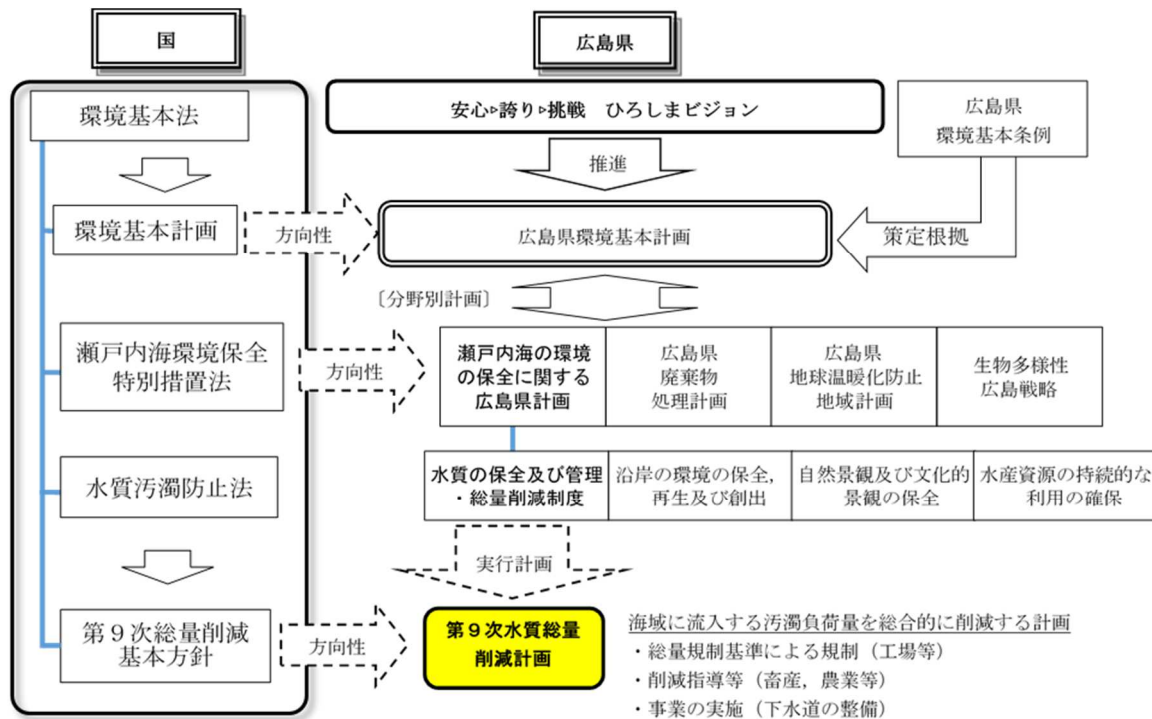 国
広島県
環境基本法
安心▷誇り▷挑戦　ひろしまビジョン
広島県
環境基本条例
推進
環境基本計画
方向性
広島県環境基本計画
策定根拠
〔分野別計画〕
瀬戸内海環境保全
特別措置法
方向性
瀬戸内海の環境
の保全に関する
広島県計画
広島県
廃棄物
処理計画
広島県
地球温暖化防止
地域計画
生物多様性
広島戦略
水質汚濁防止法
水質の保全及び管理
・総量削減制度
沿岸の環境の保全，
再生及び創出
自然景観及び文化的
景観の保全
水産資源の持続的な
利用の確保
実行計画
第９次総量削減
基本方針
方向性
第９次水質総量
削減計画
海域に流入する汚濁負荷量を総合的に削減する計画
・総量規制基準による規制（工場等）
・削減指導等（畜産，農業等）
・事業の実施（下水道の整備）